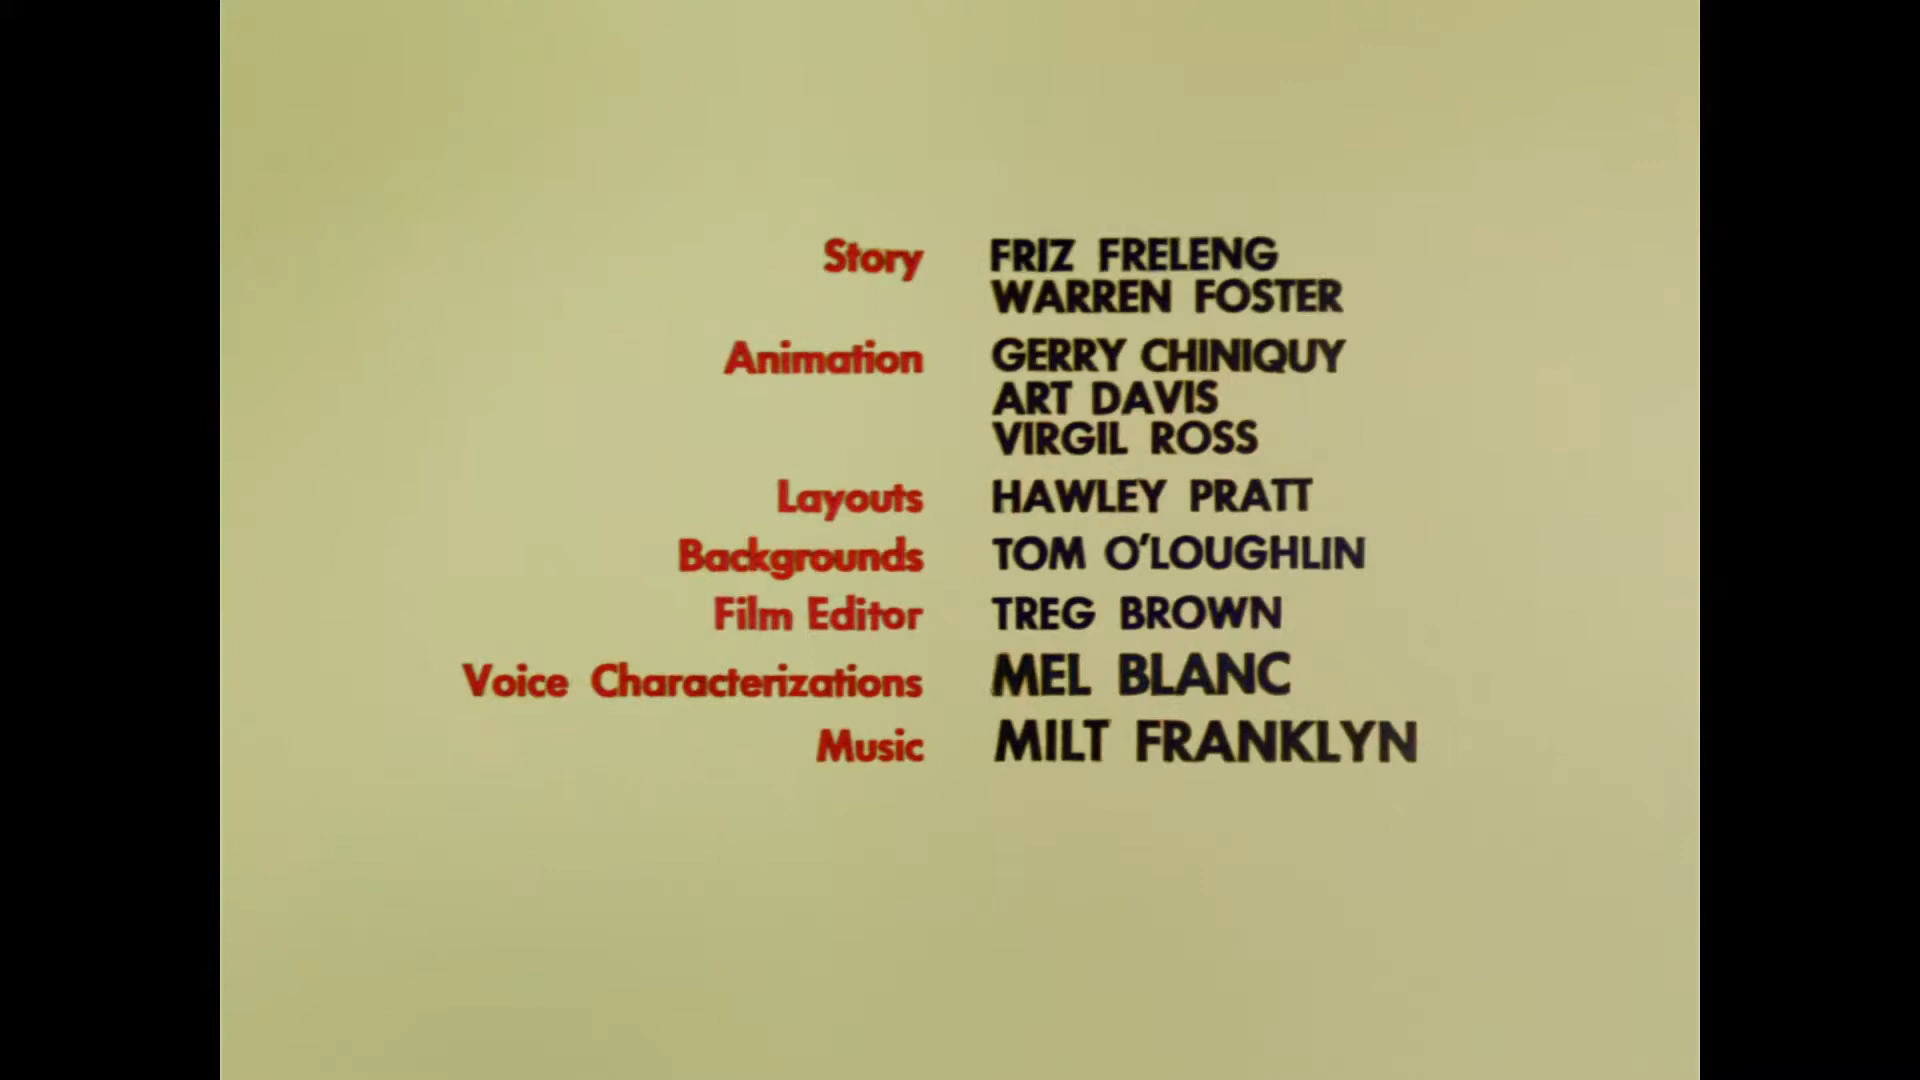 Story FRIZ FRELENG
WARREN FOSTER
Animation GERRY CHINIQUY
ART DAVIS
VIRGIL ROSS
Layouts HAWLEY PRATT
Backgrounds TOM O'LOUGHLIN
Film Editor TREG BROWN
Voice Characterizations MEL BLANC
Music MILT FRANKLYN